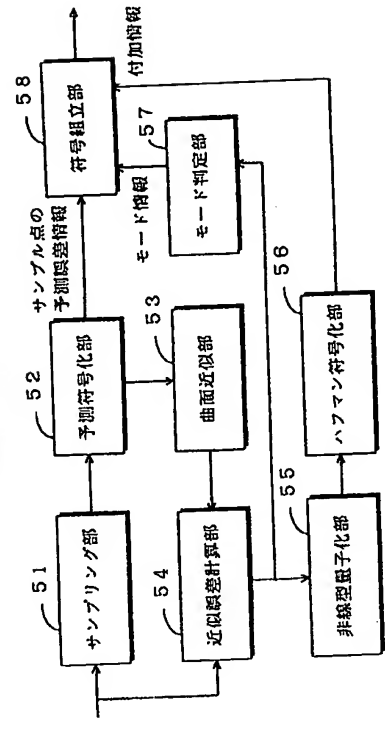 51
サンプリング部
52
予測符号化部
サンプル点の
予測誤差情報
58
符号組立部
付加情報
53
曲面近似部
モード情報
57
モード判定部
54
近似誤差計算部
55
非線型量子化部
56
ハフマン符号化部